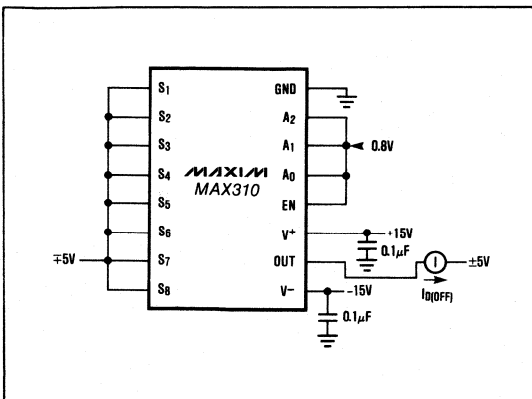 S1
S2
S3
S4
S5
S6
S7
S8
∓5V
MAXIM
MAX310
GND
A2
A1
A0
EN
V+
OUT
V-
0.8V
+15V
0.1µF
±5V
I
ID(OFF)
-15V
0.1µF